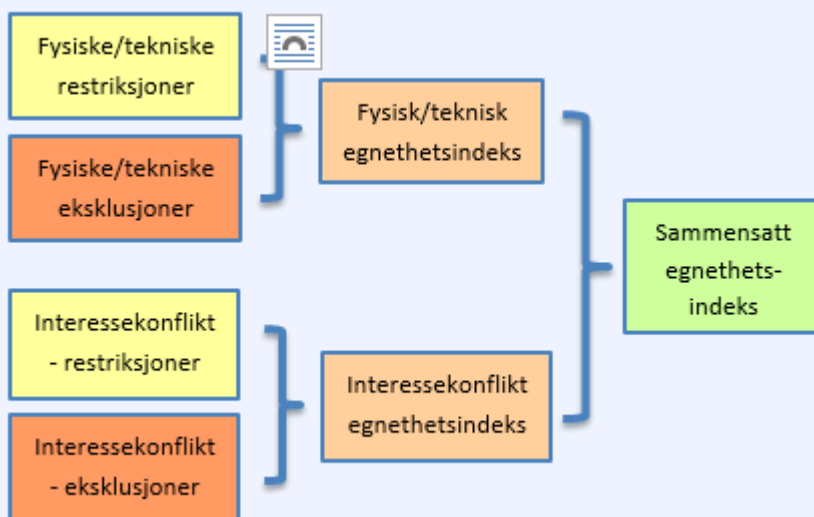 Fysiske/tekniske
restriksjoner
Fysiske/tekniske
eksklusjoner
Fysisk/teknisk
egnethetsindeks
Interessekonflikt
- restriksjoner
Interessekonflikt
- eksklusjoner
Interessekonflikt
egnethetsindeks
Sammensatt
egnethets-
indeks